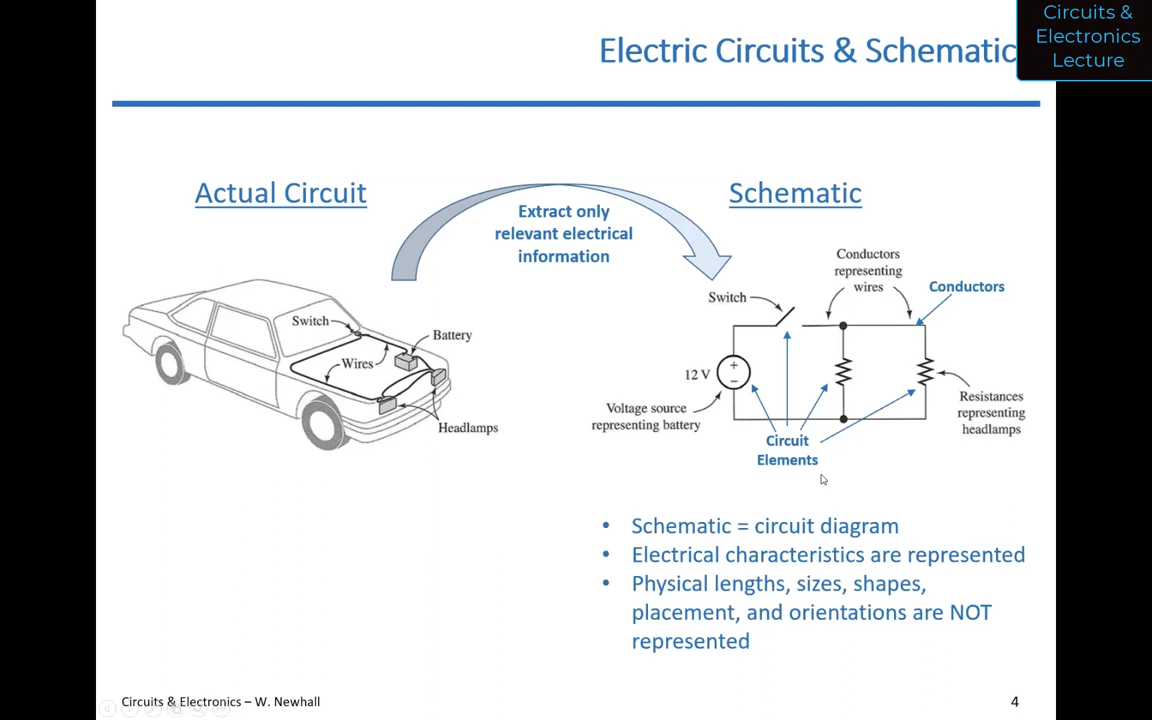 Circuits &
Electronics
Lecture
Electric Circuits & Schematic
Actual Circuit
Schematic
Extract only
relevant electrical
information
Switch
Battery
Wires
Headlamps
Conductors
representing
wires
Conductors
Switch
12 V
+
−
Voltage source
representing battery
Resistances
representing
headlamps
Circuit
Elements
• Schematic = circuit diagram
• Electrical characteristics are represented
• Physical lengths, sizes, shapes,
placement, and orientations are NOT
represented
Circuits & Electronics – W. Newhall
4